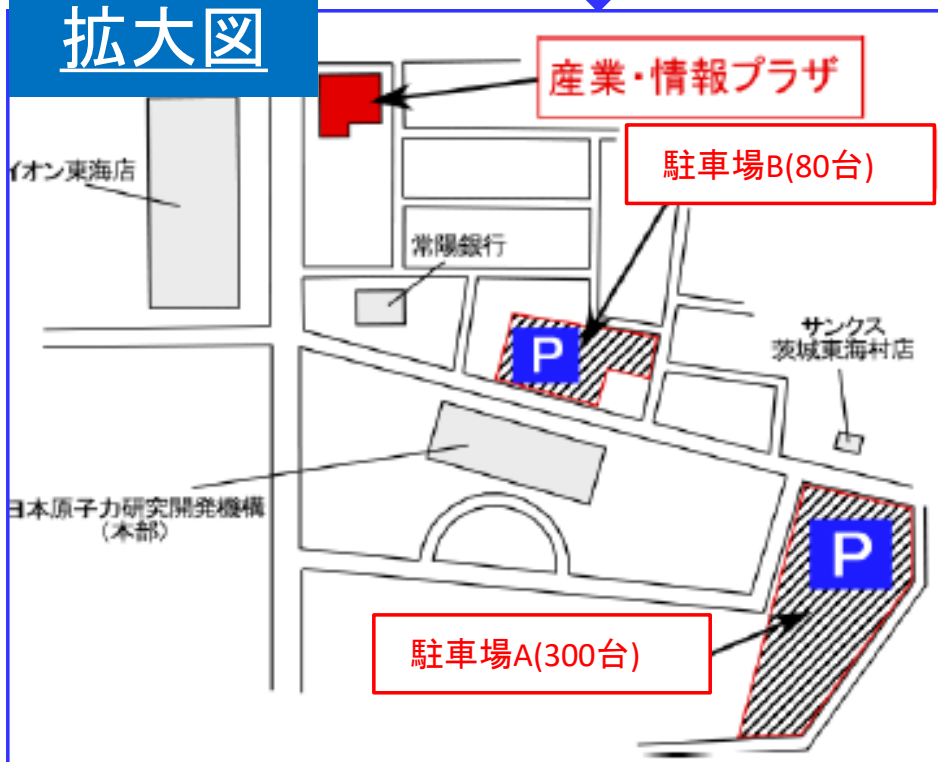 拡大図
産業・情報プラザ
駐車場B(80台)
イオン東海店
常陽銀行
サンクス
茨城東海村店
P
日本原子力研究開発機構
(本部)
P
駐車場A(300台)